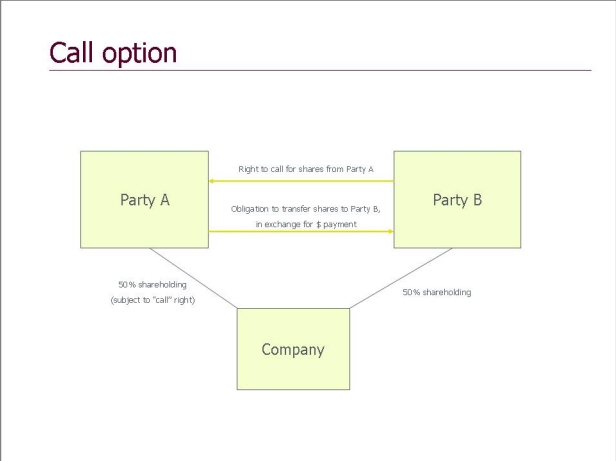 Call option
Right to call for shares from Party A
Party A
Party B
Obligation to transfer shares to Party B,
in exchange for $ payment
50% shareholding
(subject to "call" right)
50% shareholding
Company